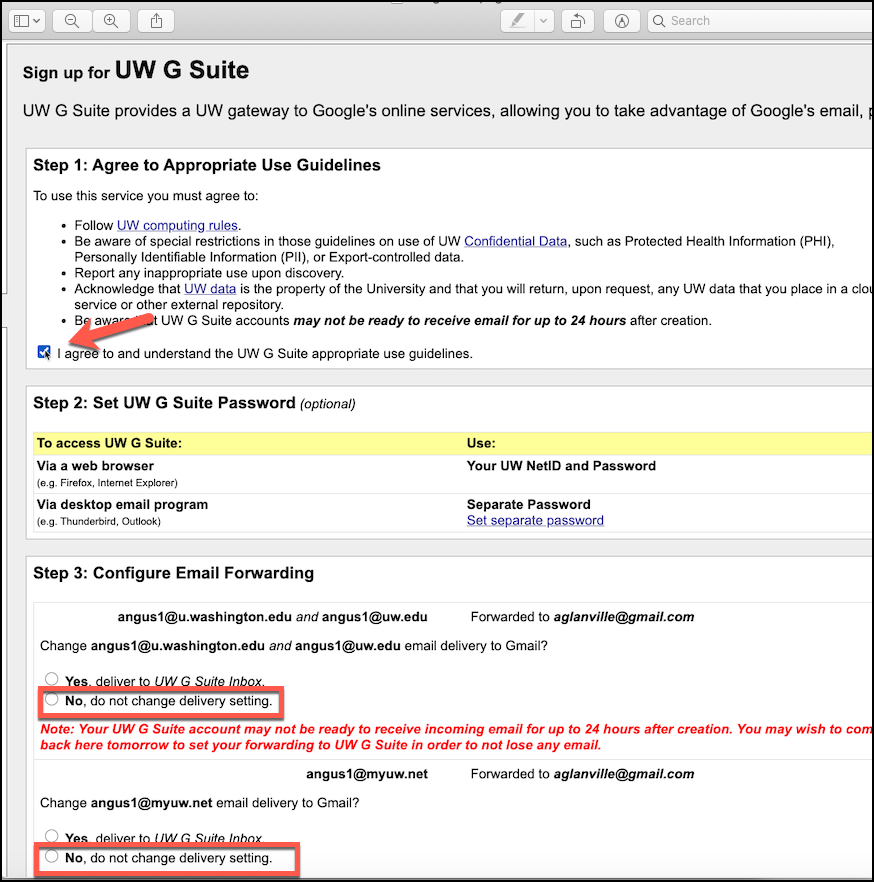 Search
Sign up for UW G Suite
UW G Suite provides a UW gateway to Google's online services, allowing you to take advantage of Google's email,
Step 1: Agree to Appropriate Use Guidelines
To use this service you must agree to:
• Follow UW computing rules.
• Be aware of special restrictions in those guidelines on use of UW Confidential Data, such as Protected Health Information (PHI),
Personally Identifiable Information (PII), or Export-controlled data.
• Report any inappropriate use upon discovery.
• Acknowledge that UW data is the property of the University and that you will return, upon request, any UW data that you place in a clou
service or other external repository.
• Be aware that UW G Suite accounts may not be ready to receive email for up to 24 hours after creation.
I agree to and understand the UW G Suite appropriate use guidelines.
Step 2: Set UW G Suite Password (optional)
To access UW G Suite: Use:
Via a web browser Your UW NetID and Password
(e.g. Firefox, Internet Explorer)
Via desktop email program Separate Password
(e.g. Thunderbird, Outlook) Set separate password
Step 3: Configure Email Forwarding
angus1@u.washington.edu and angus1@uw.edu Forwarded to aglanville@gmail.com
Change angus1@u.washington.edu and angus1@uw.edu email delivery to Gmail?
Yes, deliver to UW G Suite Inbox.
No, do not change delivery setting.
Note: Your UW G Suite account may not be ready to receive incoming email for up to 24 hours after creation. You may wish to com
back here tomorrow to set your forwarding to UW G Suite in order to not lose any email.
angus1@myuw.net Forwarded to aglanville@gmail.com
Change angus1@myuw.net email delivery to Gmail?
Yes, deliver to UW G Suite Inbox
No, do not change delivery setting.